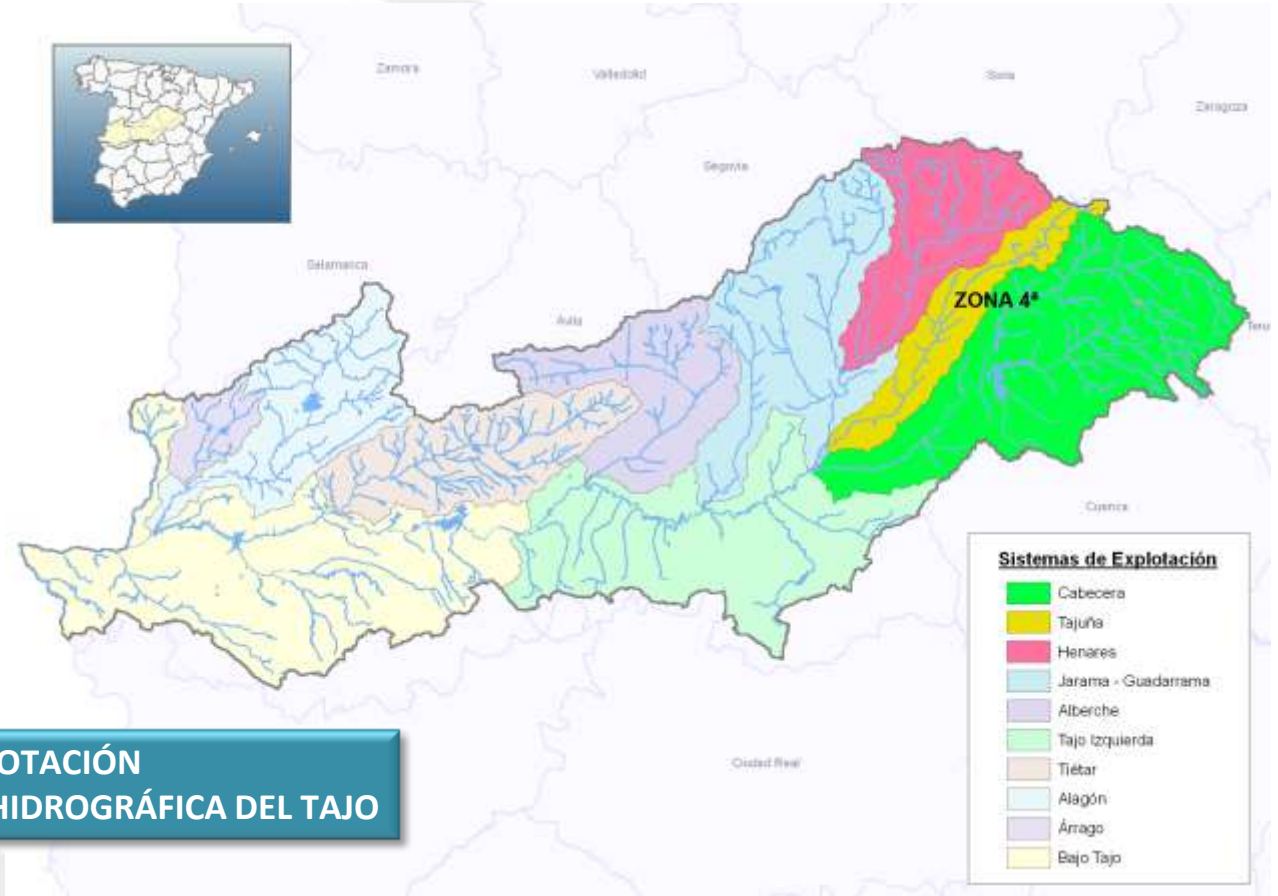 Zamora
Valladolid
Soria
Zaragoza
Segovia
Salamanca
Avila
ZONA 4ª
Teru
Cuenca
Ciudad Real
Sistemas de Explotación
Cabecera
Tajuña
Henares
Jarama - Guadarrama
Alberche
Tajo Izquierda
Tiétar
Alagón
Árrago
Bajo Tajo
OTACIÓN
HIDROGRÁFICA DEL TAJO